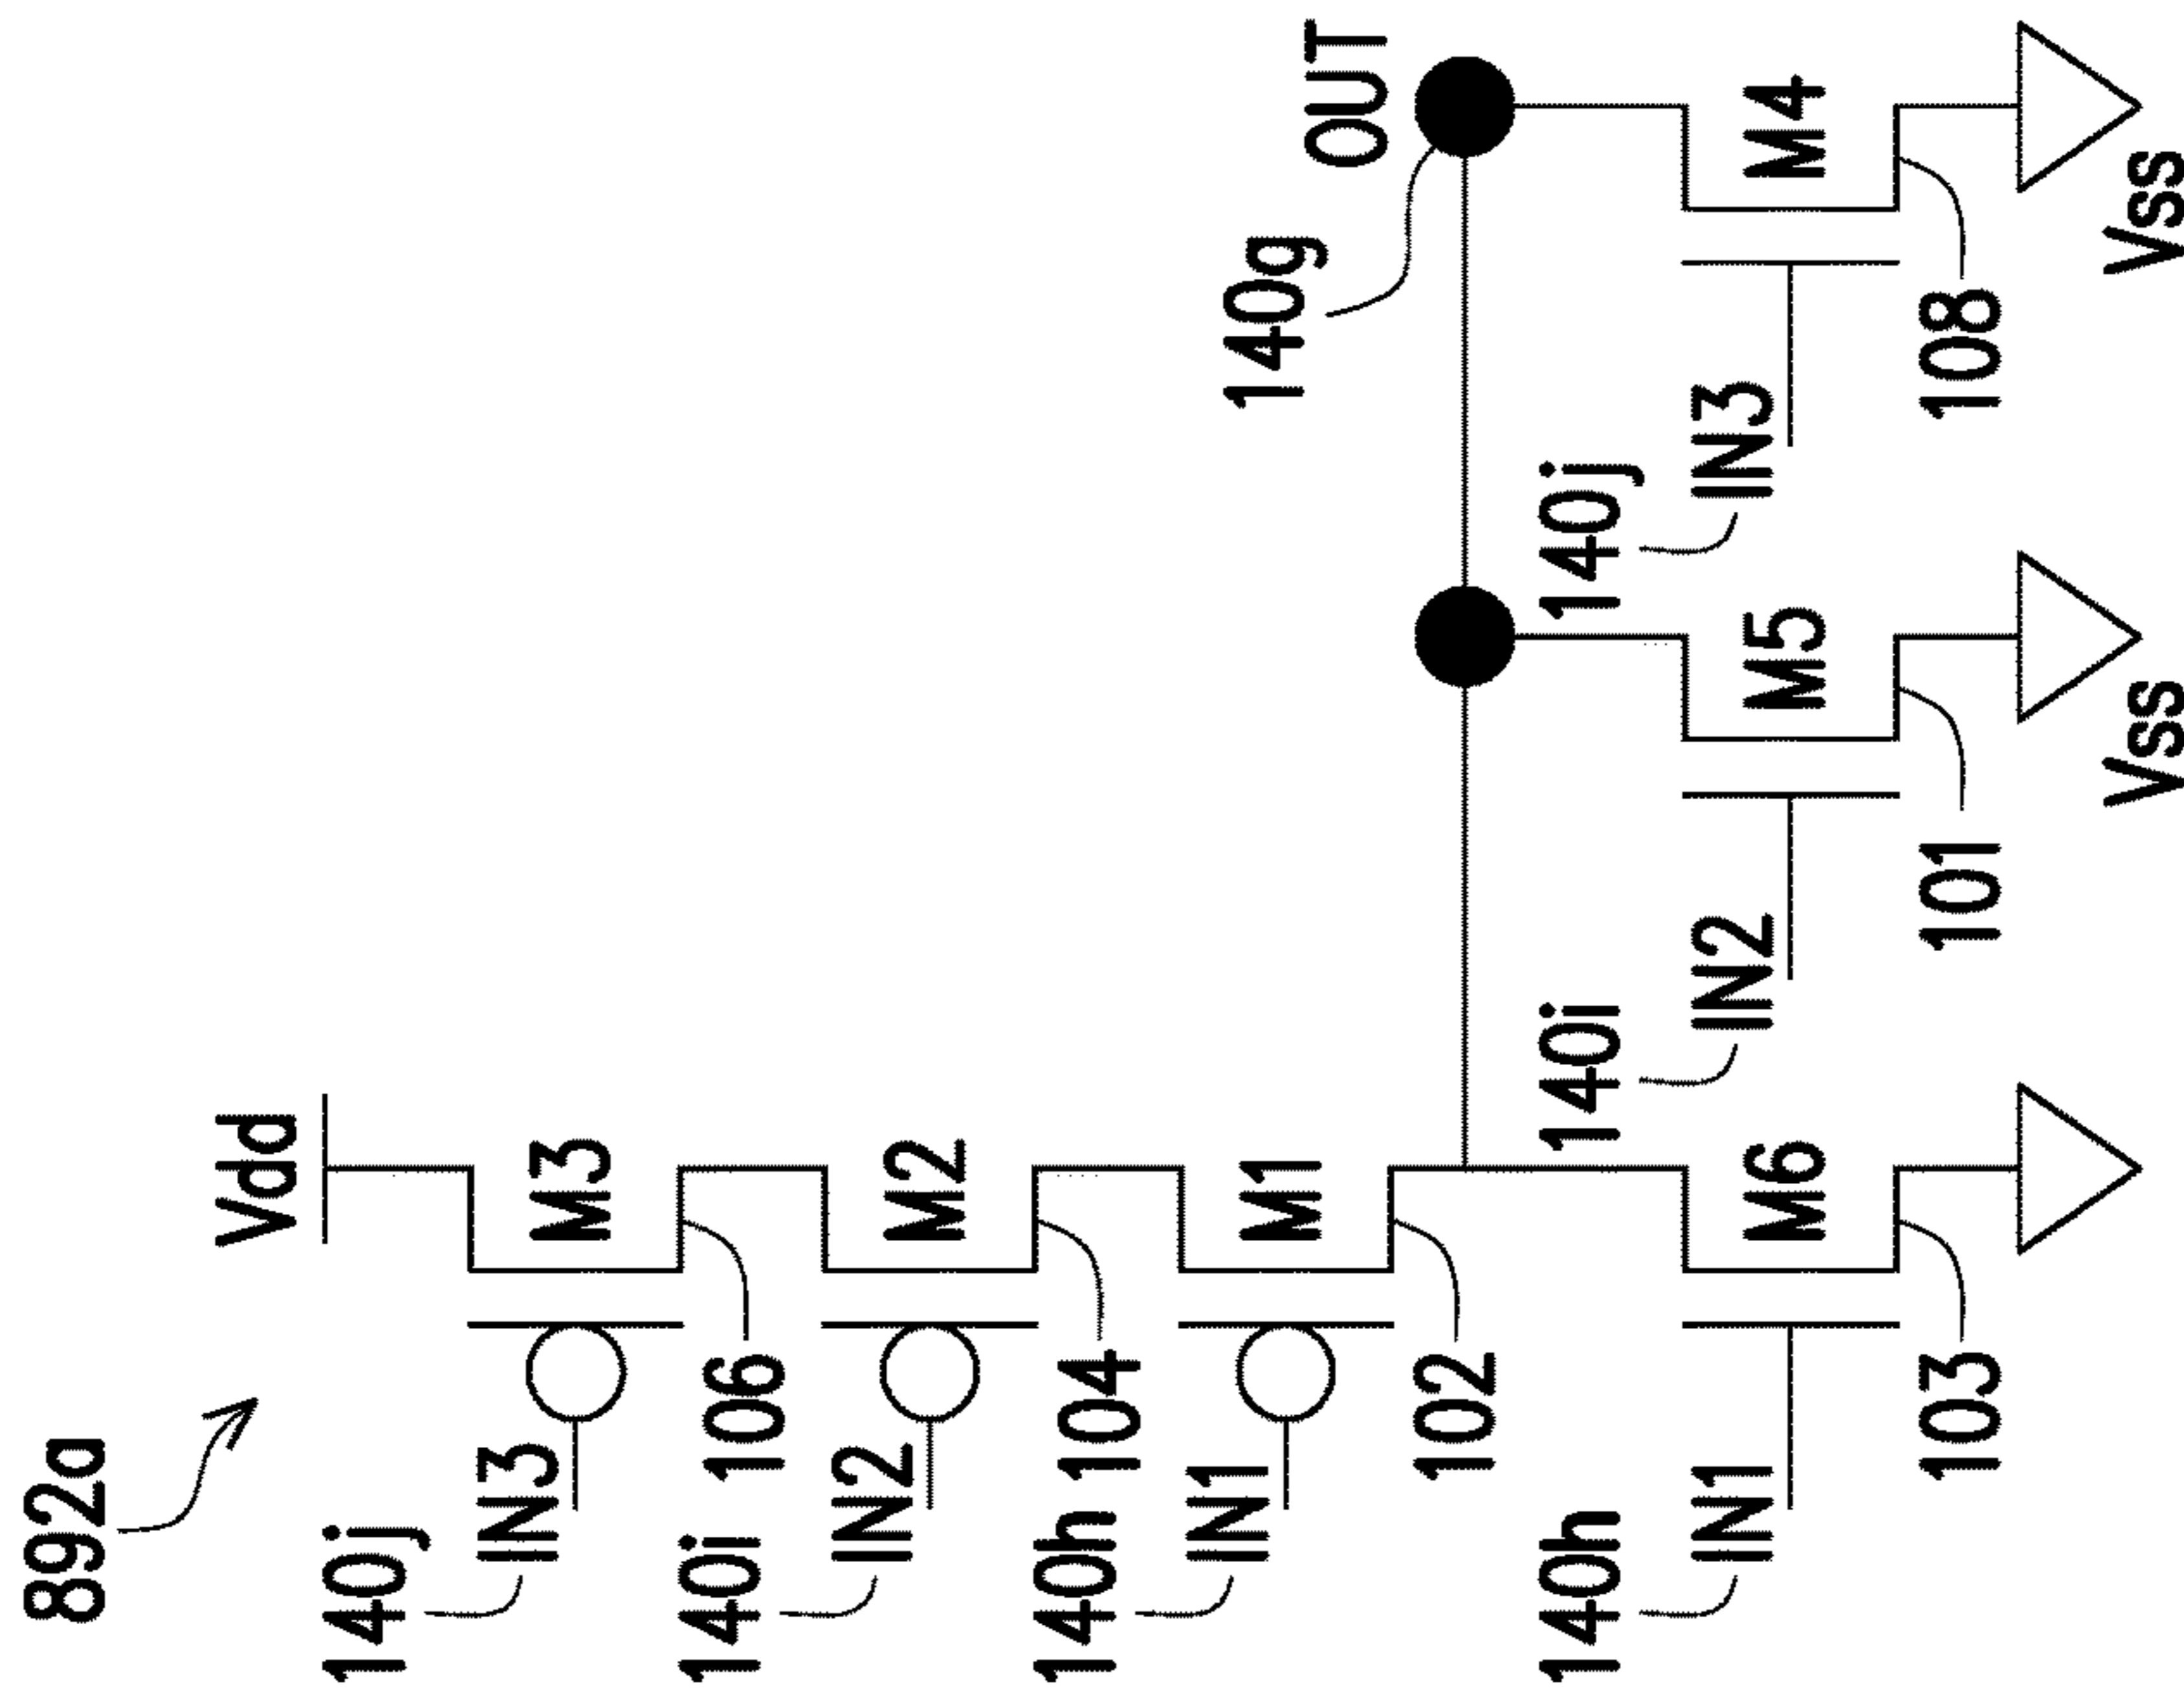 892a
Vdd
140j
IN3
M3
140i
106
IN2
M2
140h
104
IN1
M1
140g
OUT
102
140h
140i
140j
IN1
IN2
IN3
M6
M5
M4
103
101
108
Vss
Vss